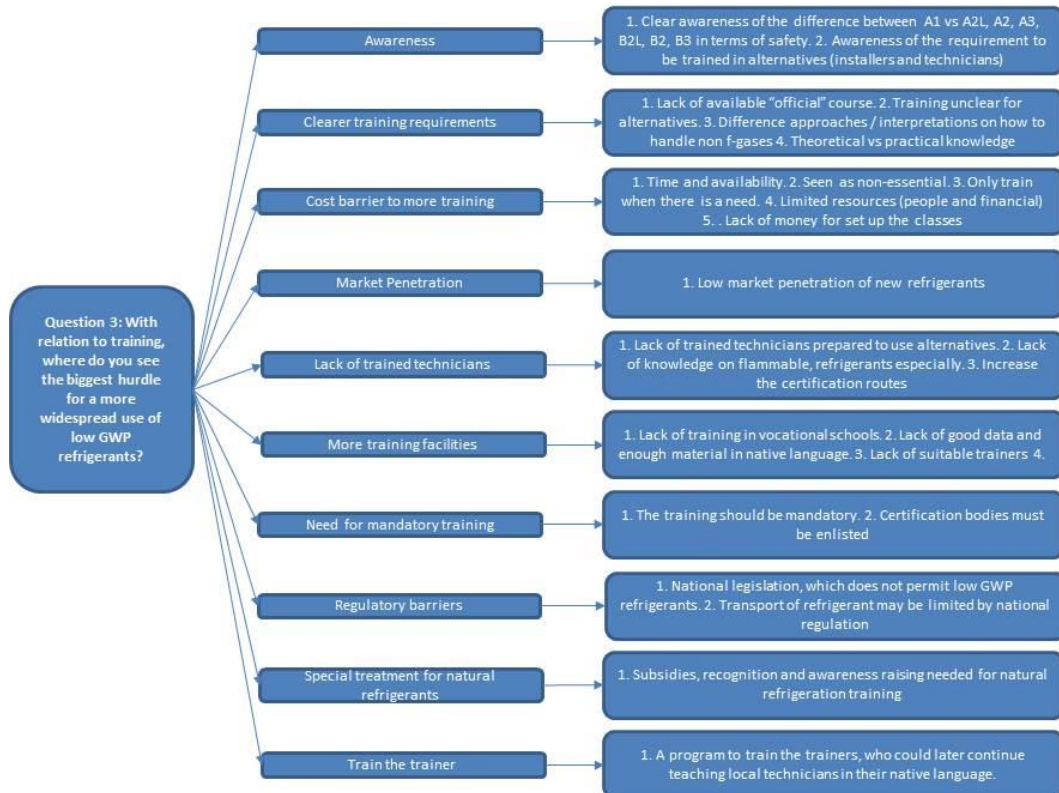 Awareness
1. Clear awareness of the difference between A1 vs A2L, A2, A3,
B2L, B2, B3 in terms of safety. 2. Awareness of the requirement to
be trained in alternatives (installers and technicians)
Clearer training requirements
1. Lack of available “official” course. 2. Training unclear for
alternatives. 3. Difference approaches / interpretations on how to
handle non f-gases 4. Theoretical vs practical knowledge
Cost barrier to more training
1. Time and availability. 2. Seen as non-essential. 3. Only train
when there is a need. 4. Limited resources (people and financial)
5. . Lack of money for set up the classes
Market Penetration
1. Low market penetration of new refrigerants
Question 3: With
relation to training,
where do you see
the biggest hurdle
for a more
widespread use of
low GWP
refrigerants?
Lack of trained technicians
1. Lack of trained technicians prepared to use alternatives. 2. Lack
of knowledge on flammable, refrigerants especially. 3. Increase
the certification routes
More training facilities
1. Lack of training in vocational schools. 2. Lack of good data and
enough material in native language. 3. Lack of suitable trainers 4.
Need for mandatory training
1. The training should be mandatory. 2. Certification bodies must
be enlisted
Regulatory barriers
1. National legislation, which does not permit low GWP
refrigerants. 2. Transport of refrigerant may be limited by national
regulation
Special treatment for natural
refrigerants
1. Subsidies, recognition and awareness raising needed for natural
refrigeration training
Train the trainer
1. A program to train the trainers, who could later continue
teaching local technicians in their native language.